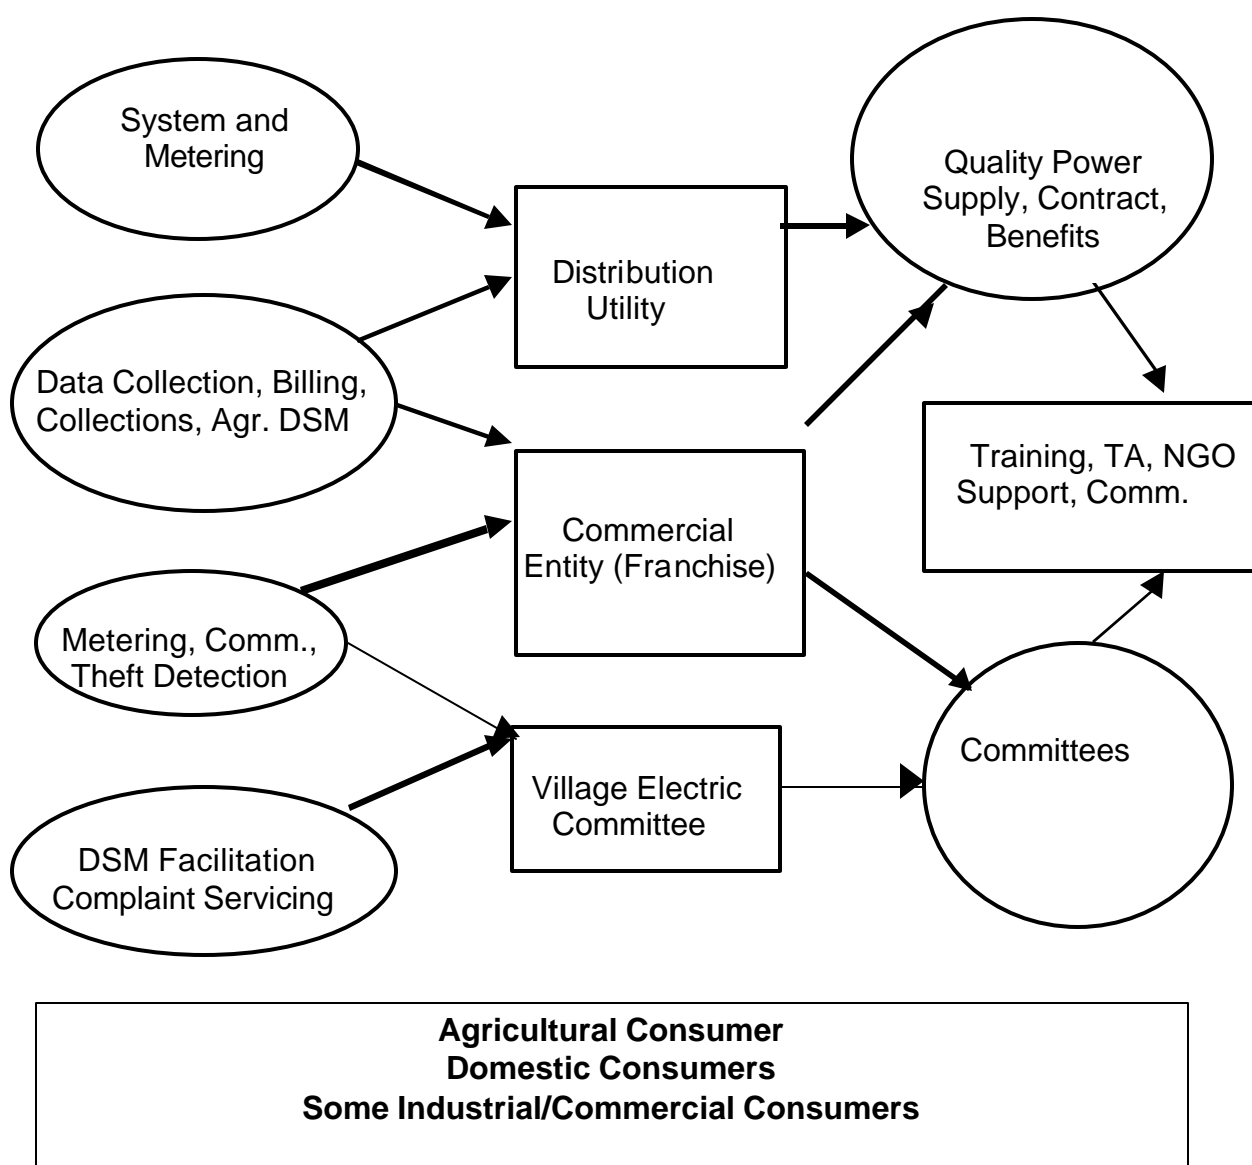 System and
Metering
Quality Power
Supply, Contract,
Benefits
Distribution
Utility
Data Collection, Billing,
Collections, Agr. DSM
Training, TA, NGO
Support, Comm.
Commercial
Entity (Franchise)
Metering, Comm.,
Theft Detection
Committees
Village Electric
Committee
DSM Facilitation
Complaint Servicing
Agricultural Consumer
Domestic Consumers
Some Industrial/Commercial Consumers